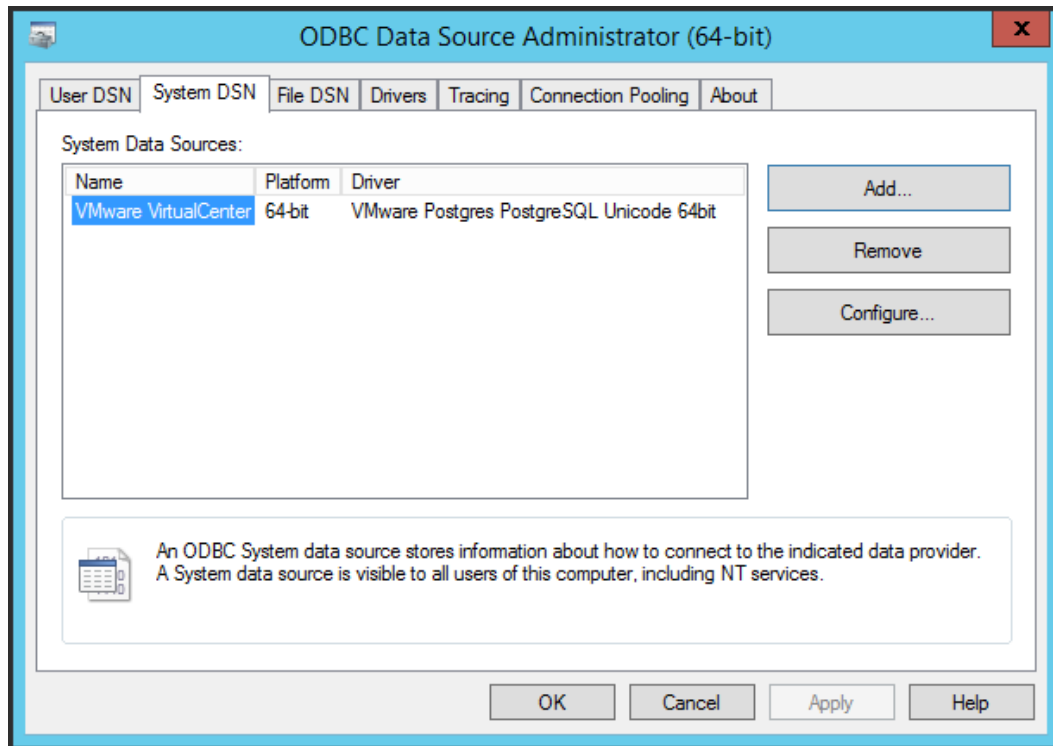 ODBC Data Source Administrator (64-bit)
x
User DSN System DSN File DSN Drivers Tracing Connection Pooling About
System Data Sources:
Name Platform Driver
VMware VirtualCenter 64-bit VMware Postgres PostgreSQL Unicode 64bit
Add...
Remove
Configure...
An ODBC System data source stores information about how to connect to the indicated data provider.
A System data source is visible to all users of this computer, including NT services.
OK Cancel Apply Help